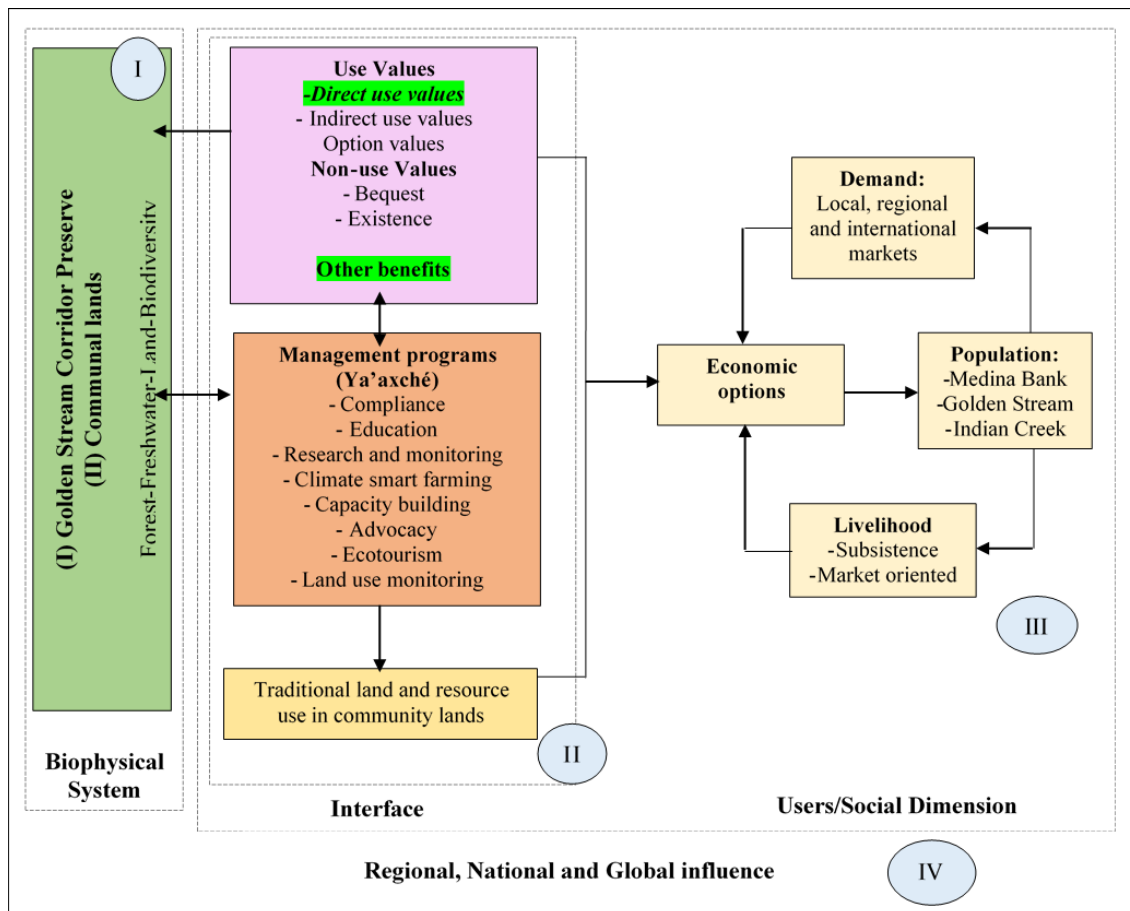 I
(I) Golden Stream Corridor Preserve
(II) Communal lands
Forest-Freshwater-Land-Biodiversity
Biophysical
System
Use Values
-Direct use values
- Indirect use values
Option values
Non-use Values
- Bequest
- Existence
Other benefits
Management programs
(Ya’axché)
- Compliance
- Education
- Research and monitoring
- Climate smart farming
- Capacity building
- Advocacy
- Ecotourism
- Land use monitoring
Traditional land and resource
use in community lands
II
Interface
Economic
options
Demand:
Local, regional
and international
markets
Population:
-Medina Bank
-Golden Stream
-Indian Creek
Livelihood
-Subsistence
-Market oriented
III
Users/Social Dimension
Regional, National and Global influence
IV